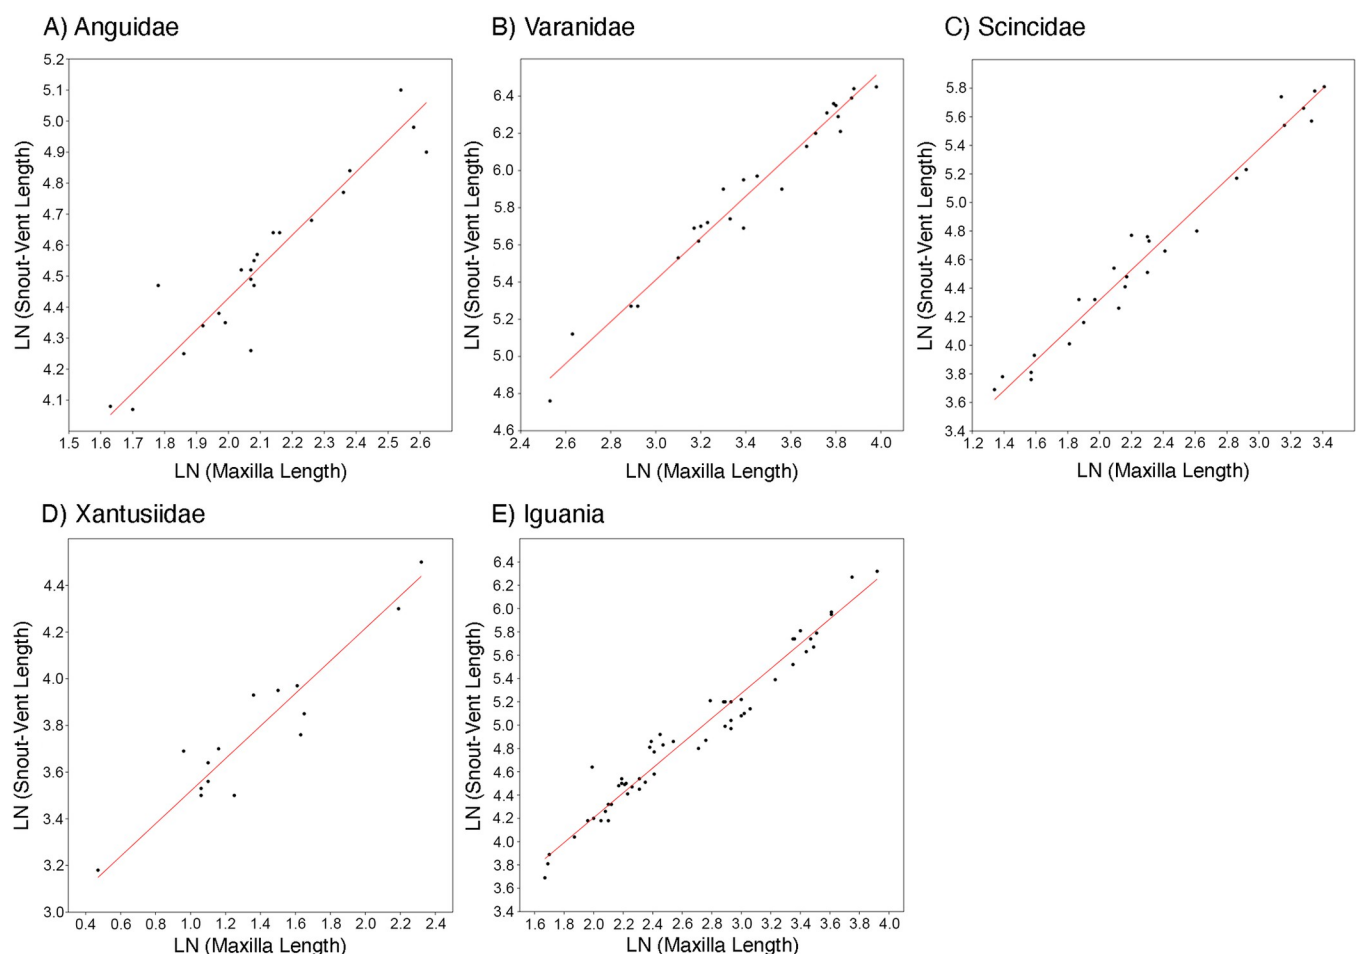 A) Anguidae
B) Varanidae
C) Scincidae
5.2
5.1
5.0
4.9
4.8
4.7
4.6
4.5
4.4
4.3
4.2
4.1
LN (Snout-Vent Length)
1.5 1.6 1.7 1.8 1.9 2.0 2.1 2.2 2.3 2.4 2.5 2.6
LN (Maxilla Length)
6.4
6.2
6.0
5.8
5.6
5.4
5.2
5.0
4.8
4.6
LN (Snout-Vent Length)
2.4 2.6 2.8 3.0 3.2 3.4 3.6 3.8 4.0
LN (Maxilla Length)
5.8
5.6
5.4
5.2
5.0
4.8
4.6
4.4
4.2
4.0
3.8
3.6
3.4
LN (Snout-Vent Length)
1.2 1.4 1.6 1.8 2.0 2.2 2.4 2.6 2.8 3.0 3.2 3.4
LN (Maxilla Length)
D) Xantusiidae
E) Iguania
4.4
4.2
4.0
3.8
3.6
3.4
3.2
3.0
LN (Snout-Vent Length)
0.4 0.6 0.8 1.0 1.2 1.4 1.6 1.8 2.0 2.2 2.4
LN (Maxilla Length)
6.4
6.2
6.0
5.8
5.6
5.4
5.2
5.0
4.8
4.6
4.4
4.2
4.0
3.8
3.6
3.4
LN (Snout-Vent Length)
1.6 1.8 2.0 2.2 2.4 2.6 2.8 3.0 3.2 3.4 3.6 3.8 4.0
LN (Maxilla Length)